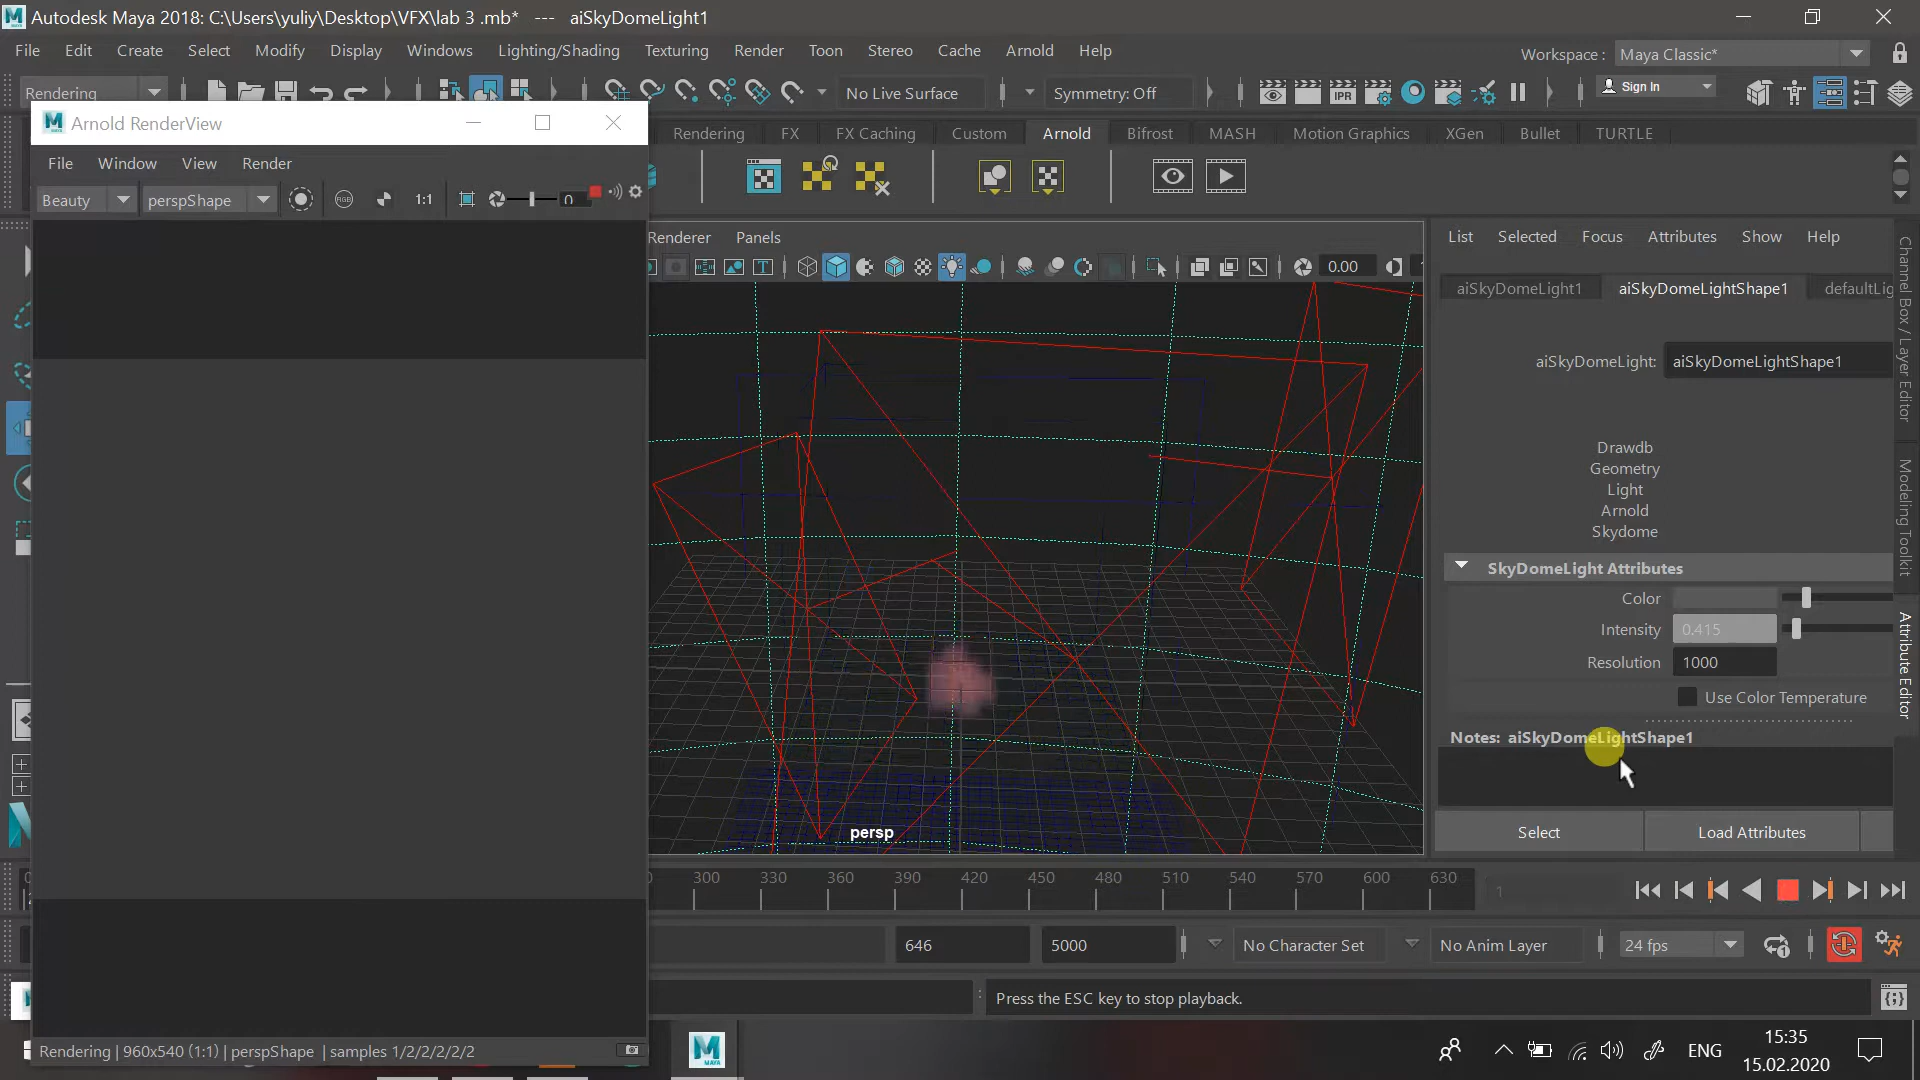 Autodesk Maya 2018: C:\Users\yuliy\Desktop\VFX\lab 3 .mb* --- aiSkyDomeLight1
File Edit Create Select Modify Display Windows Lighting/Shading Texturing Render Toon Stereo Cache Arnold Help
Workspace : Maya Classic*
Rendering
No Live Surface
Symmetry: Off
IPR
Sign In
Arnold RenderView
Rendering FX FX Caching Custom Arnold Bifrost MASH Motion Graphics XGen Bullet TURTLE
File Window View Render
Beauty perspShape RGB 1:1 0
Renderer Panels
0.00
List Selected Focus Attributes Show Help
aiSkyDomeLight1 aiSkyDomeLightShape1 defaultLig
aiSkyDomeLight: aiSkyDomeLightShape1
Drawdb
Geometry
Light
Arnold
Skydome
SkyDomeLight Attributes
Color
Intensity 0.415
Resolution 1000
Use Color Temperature
Notes: aiSkyDomeLightShape1
Select Load Attributes
Channel Box / Layer Editor
Modeling Toolkit
Attribute Editor
persp
300 330 360 390 420 450 480 510 540 570 600 630
1
646 5000 No Character Set No Anim Layer 24 fps
Press the ESC key to stop playback.
Rendering | 960x540 (1:1) | perspShape | samples 1/2/2/2/2/2
MAYA
ENG
15:35
15.02.2020